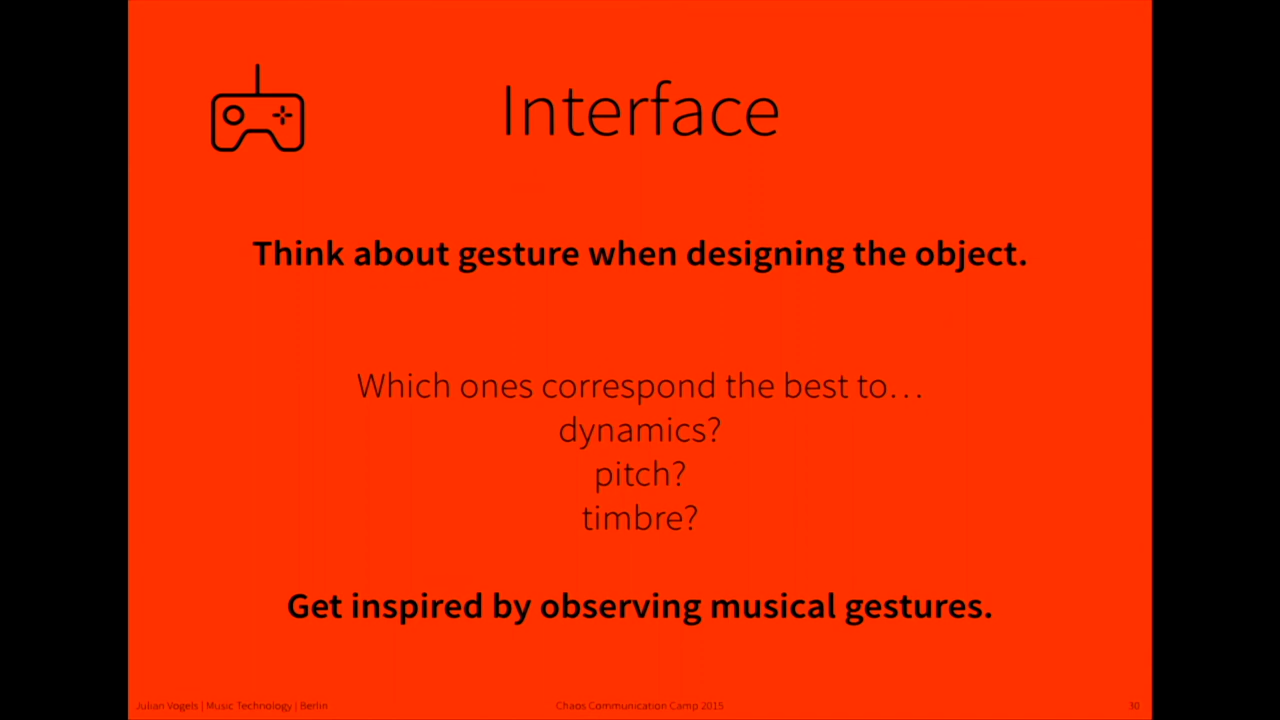 Interface
Think about gesture when designing the object.
Which ones correspond the best to…
dynamics?
pitch?
timbre?
Get inspired by observing musical gestures.
Julian Vogels | Music Technology | Berlin
Chaos Communication Camp 2015
30